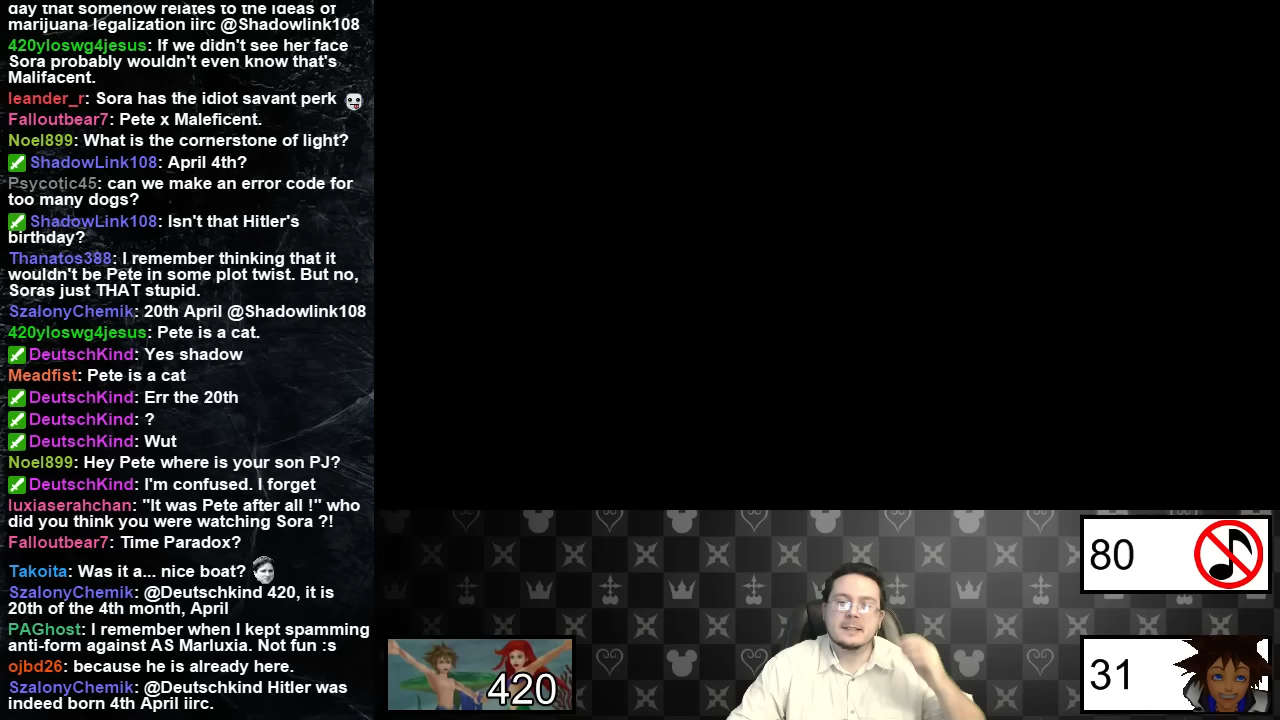 day that somehow relates to the ideas of
marijuana legalization iirc @Shadowlink108
420yloswg4jesus: If we didn't see her face
Sora probably wouldn't even know that's
Malifacent.
leander_r: Sora has the idiot savant perk
Falloutbear7: Pete x Maleficent.
Noel899: What is the cornerstone of light?
ShadowLink108: April 4th?
Psycotic45: can we make an error code for
too many dogs?
ShadowLink108: Isn't that Hitler's
birthday?
Thanatos388: I remember thinking that it
wouldn't be Pete in some plot twist. But no,
Soras just THAT stupid.
SzalonyChemik: 20th April @Shadowlink108
420yloswg4jesus: Pete is a cat.
DeutschKind: Yes shadow
Meadfist: Pete is a cat
DeutschKind: Err the 20th
DeutschKind: ?
DeutschKind: Wut
Noel899: Hey Pete where is your son PJ?
DeutschKind: I'm confused. I forget
luxiaserahchan: "It was Pete after all !" who
did you think you were watching Sora ?!
Falloutbear7: Time Paradox?
Takoita: Was it a... nice boat?
SzalonyChemik: @Deutschkind 420, it is
20th of the 4th month, April
PAGhost: I remember when I kept spamming
anti-form against AS Marluxia. Not fun :s
ojbd26: because he is already here.
SzalonyChemik: @Deutschkind Hitler was
indeed born 4th April iirc.
420
80
31